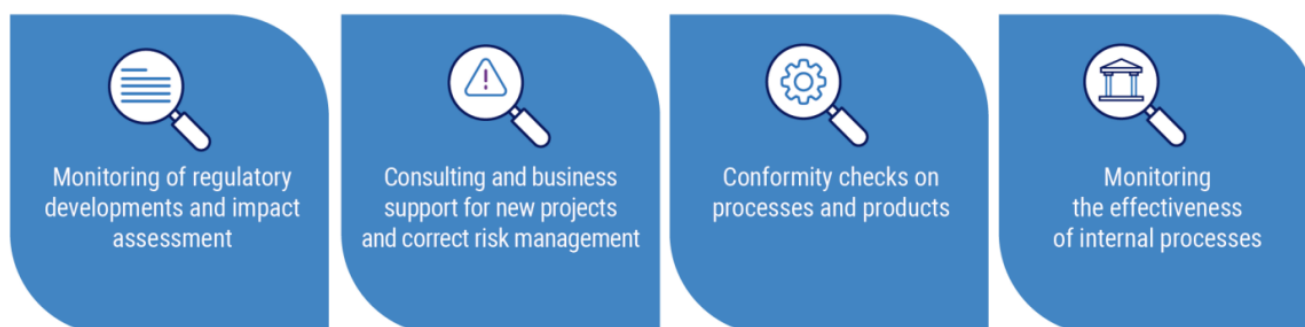 Monitoring of regulatory
developments and impact
assessment
Consulting and business
support for new projects
and correct risk management
Conformity checks on
processes and products
Monitoring
the effectiveness
of internal processes